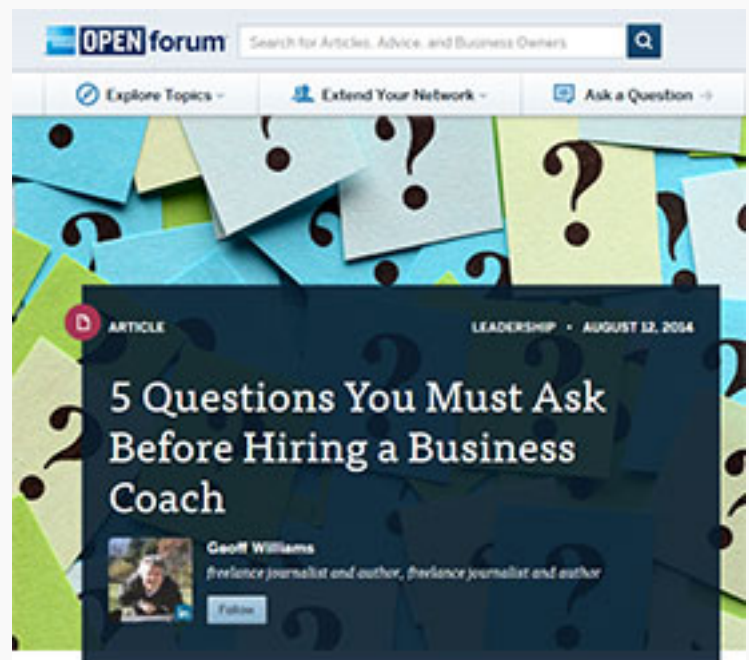 OPEN forum
Search for Articles, Advice, and Business Owners
Explore Topics
Extend Your Network
Ask a Question →
ARTICLE
LEADERSHIP • AUGUST 12, 2014
5 Questions You Must Ask
Before Hiring a Business
Coach
Geoff Williams
freelance journalist and author, freelance journalist and author
Follow
in